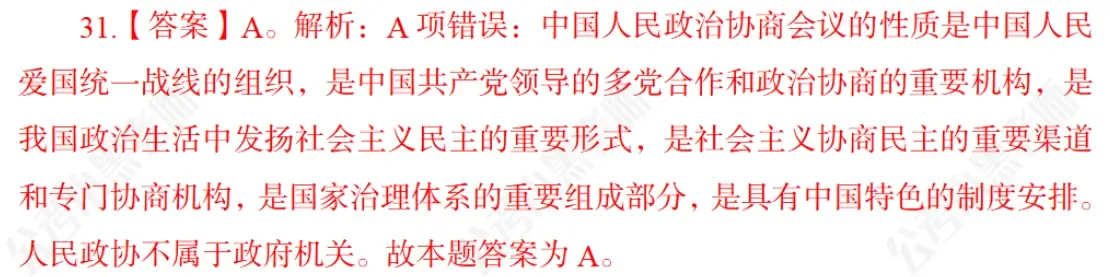 31.【答案】A。解析：A 项错误：中国人民政治协商会议的性质是中国人民
爱国统一战线的组织，是中国共产党领导的多党合作和政治协商的重要机构，是
我国政治生活中发扬社会主义民主的重要形式，是社会主义协商民主的重要渠道
和专门协商机构，是国家治理体系的重要组成部分，是具有中国特色的制度安排。
人民政协不属于政府机关。故本题答案为 A。